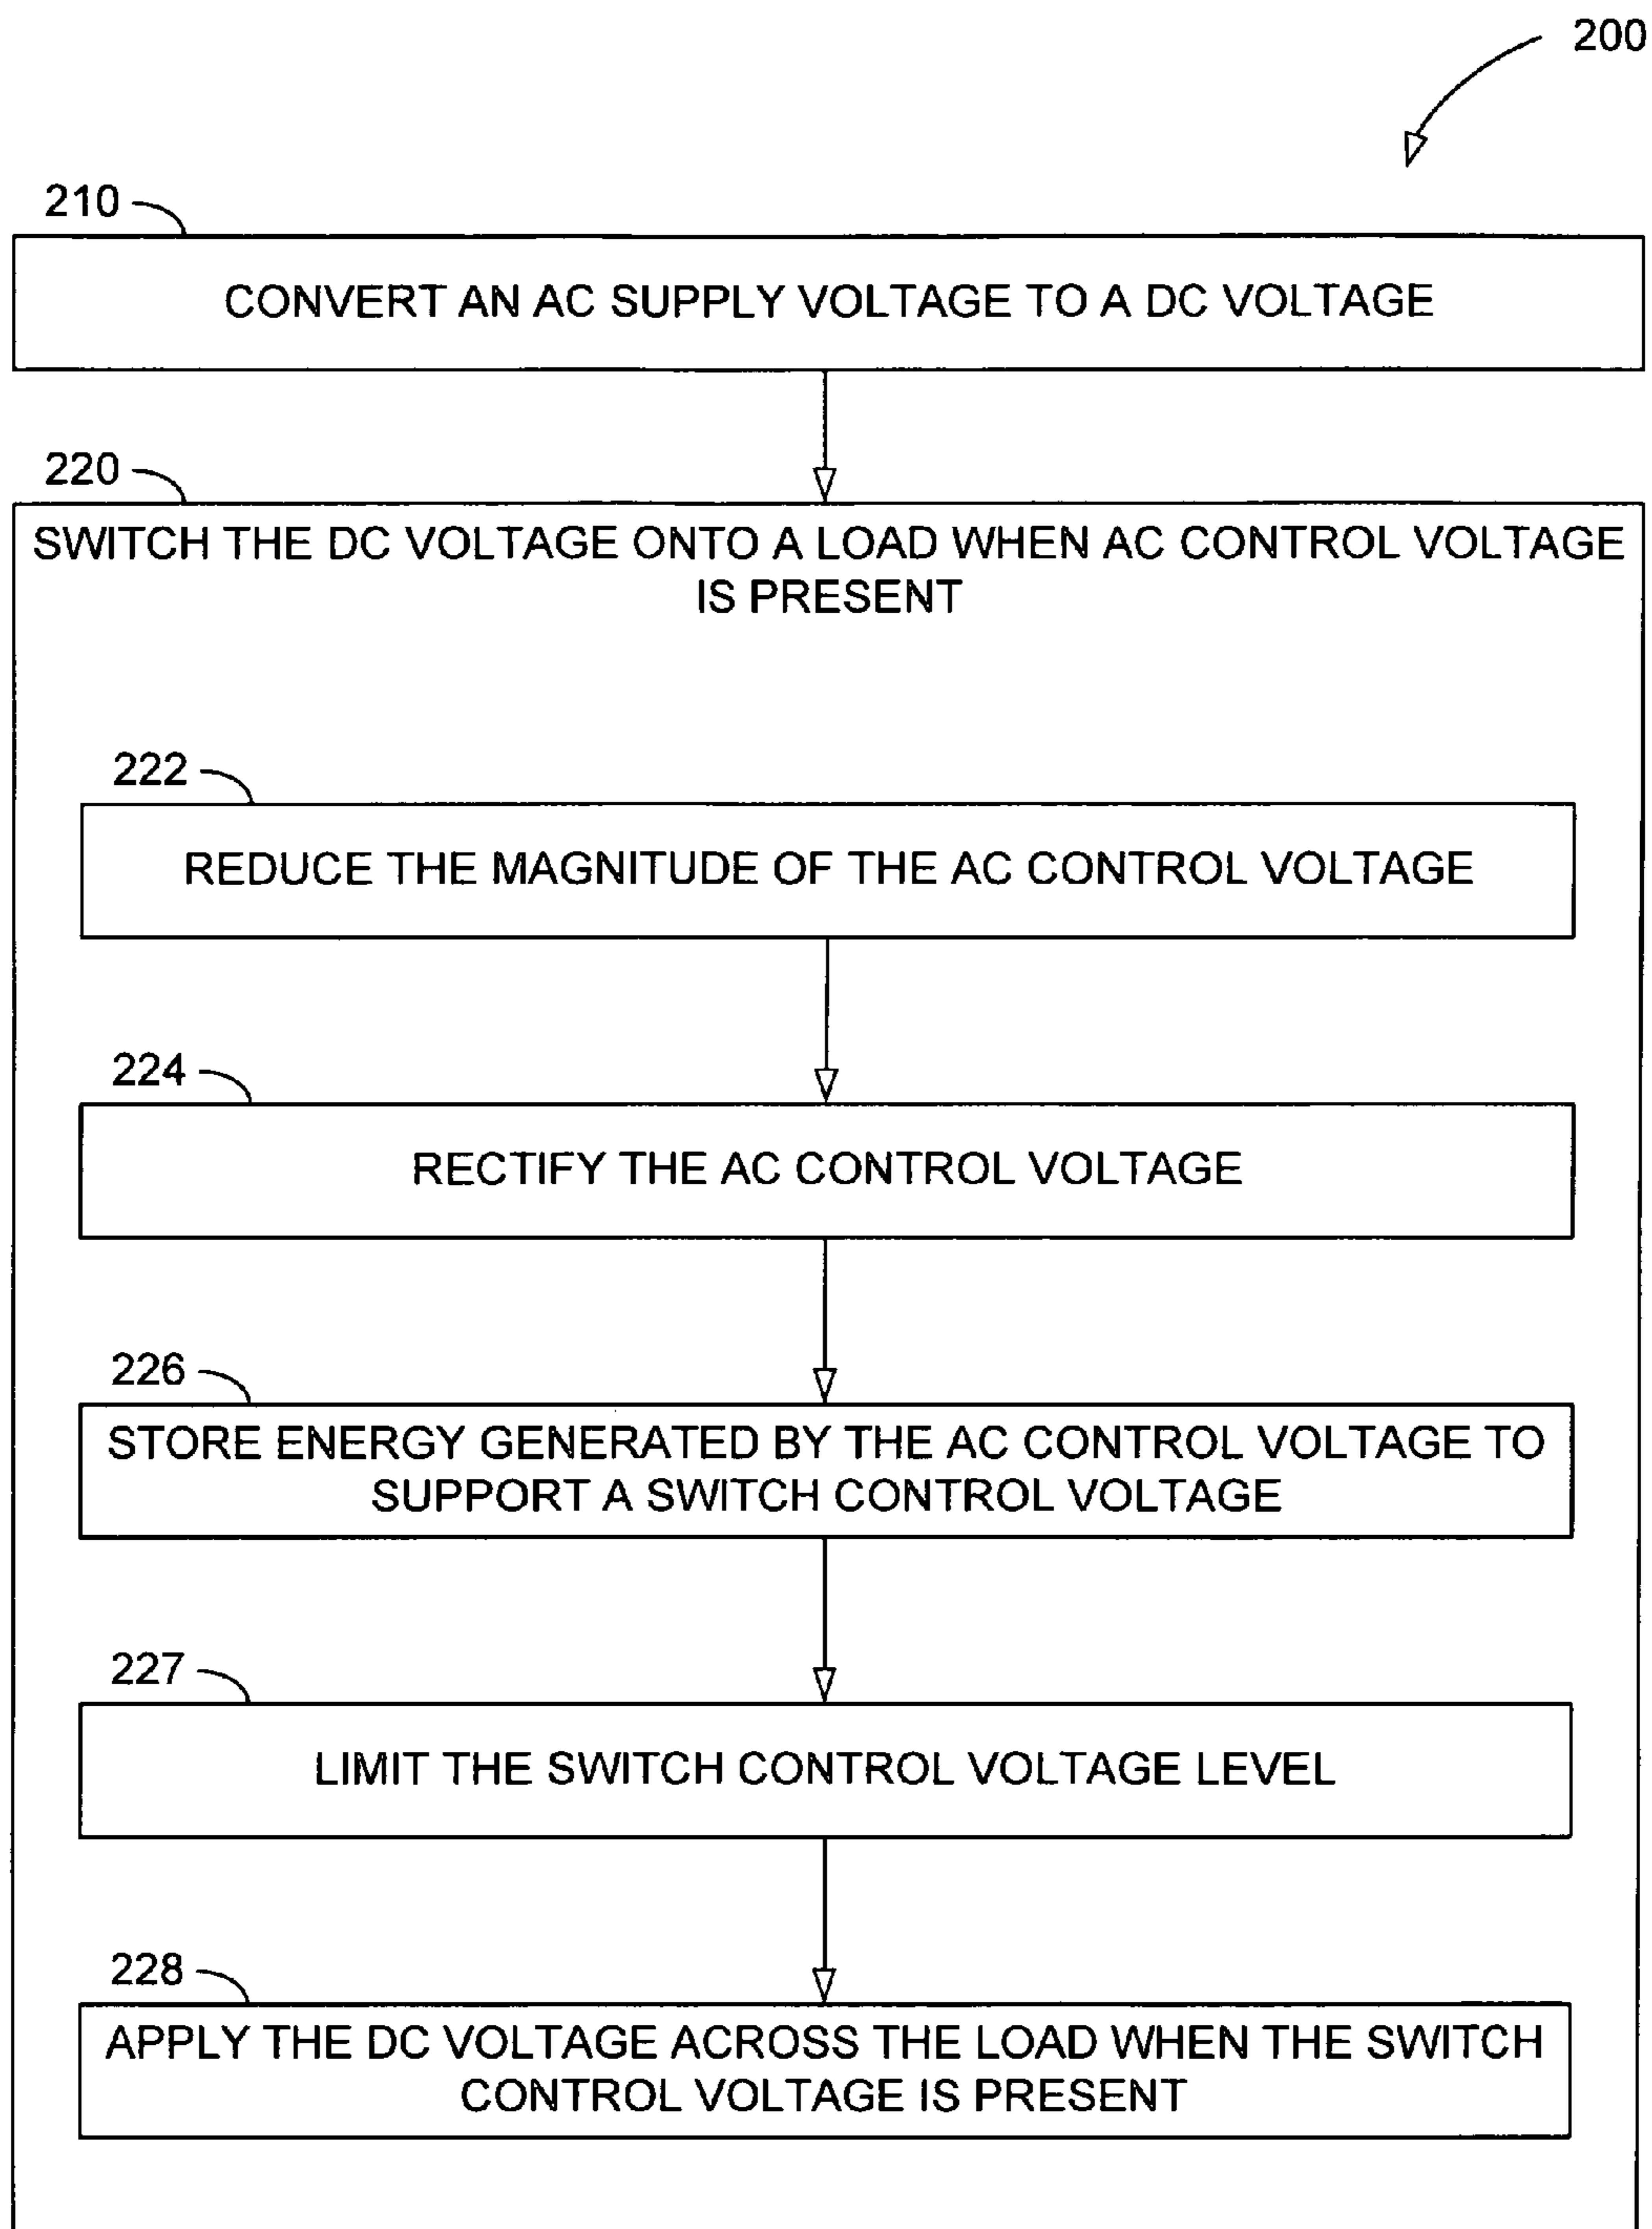 200
210
CONVERT AN AC SUPPLY VOLTAGE TO A DC VOLTAGE
220
SWITCH THE DC VOLTAGE ONTO A LOAD WHEN AC CONTROL VOLTAGE
IS PRESENT
222
REDUCE THE MAGNITUDE OF THE AC CONTROL VOLTAGE
224
RECTIFY THE AC CONTROL VOLTAGE
226
STORE ENERGY GENERATED BY THE AC CONTROL VOLTAGE TO
SUPPORT A SWITCH CONTROL VOLTAGE
227
LIMIT THE SWITCH CONTROL VOLTAGE LEVEL
228
APPLY THE DC VOLTAGE ACROSS THE LOAD WHEN THE SWITCH
CONTROL VOLTAGE IS PRESENT